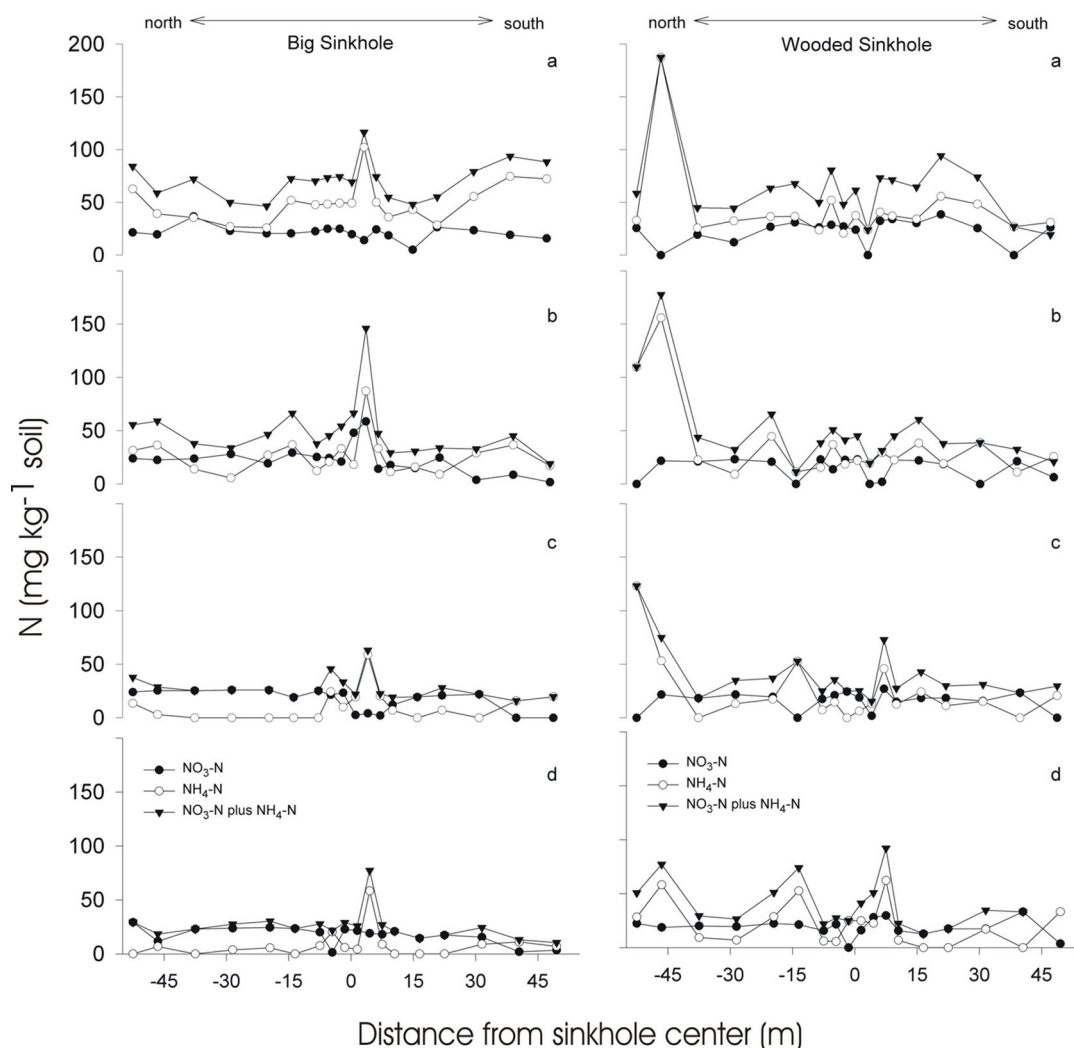 north south north south
Big Sinkhole Wooded Sinkhole
200 a a
150
100
50
0
b b
150
100
50
0
c c
150
100
50
0
d d
NO3-N NO3-N
150 NH4-N NH4-N
NO3-N plus NH4-N NO3-N plus NH4-N
100
50
0
-45 -30 -15 0 15 30 45 -45 -30 -15 0 15 30 45
N (mg kg-1 soil)
Distance from sinkhole center (m)